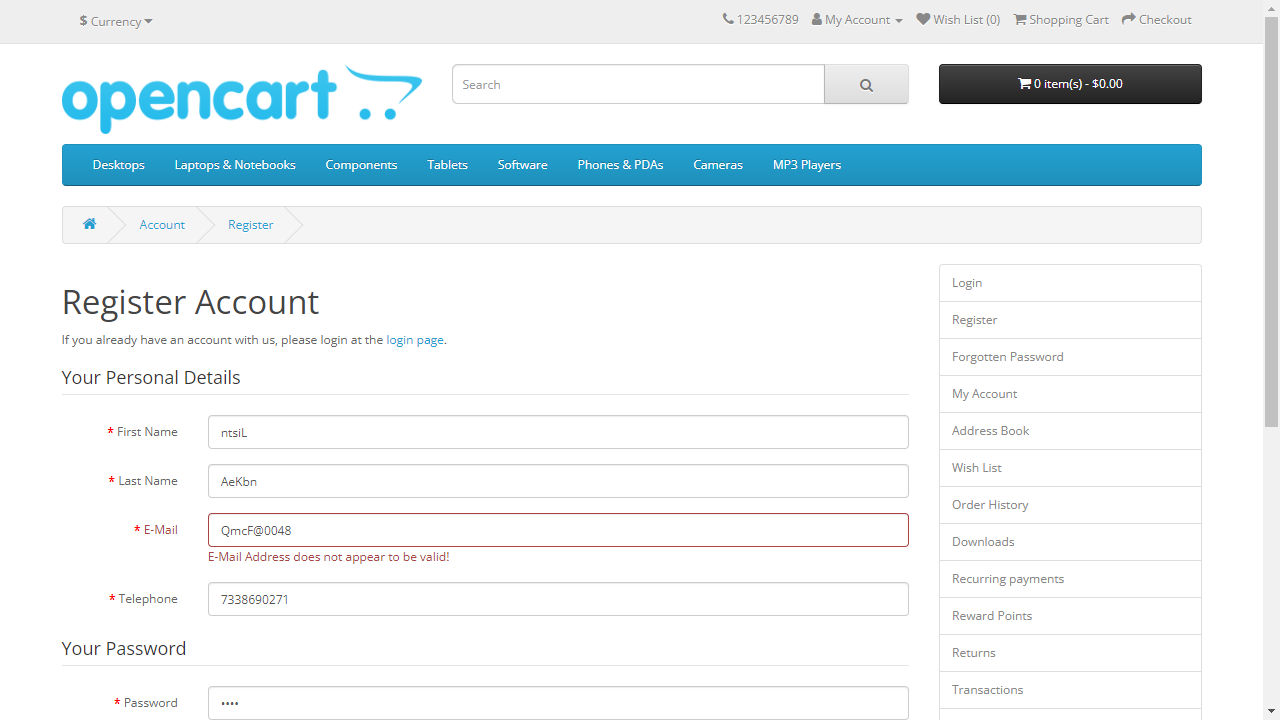 $ Currency
123456789 My Account Wish List (0) Shopping Cart Checkout
opencart
Search
0 item(s) - $0.00
Desktops Laptops & Notebooks Components Tablets Software Phones & PDAs Cameras MP3 Players
Account Register
Register Account
If you already have an account with us, please login at the login page.
Your Personal Details
* First Name ntsiL
* Last Name AeKbn
* E-Mail QmcF@0048
E-Mail Address does not appear to be valid!
* Telephone 7338690271
Your Password
* Password ••••
Login
Register
Forgotten Password
My Account
Address Book
Wish List
Order History
Downloads
Recurring payments
Reward Points
Returns
Transactions